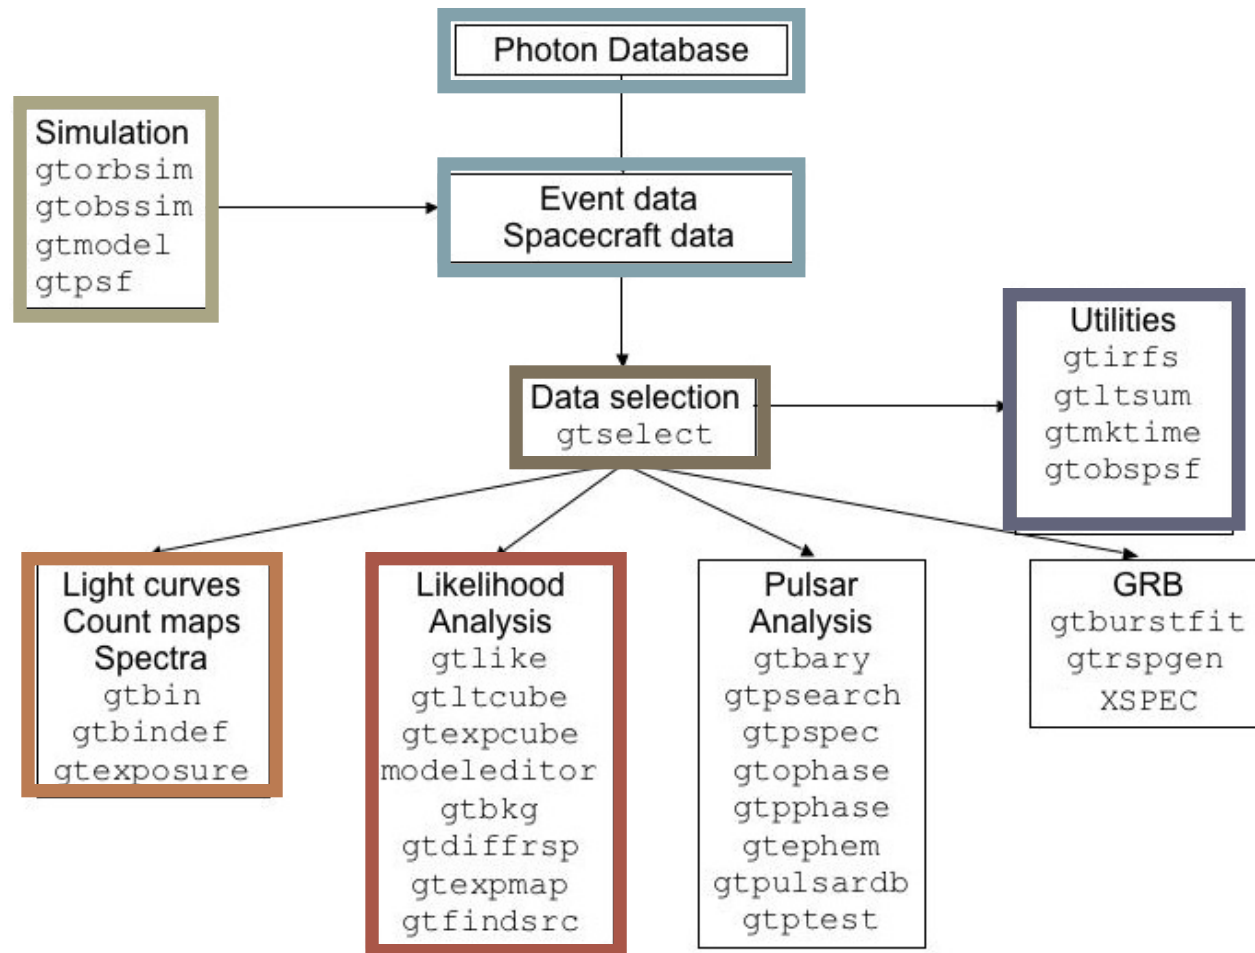 Photon Database
Simulation
gtorbsim
gtobssim
gtmodel
gtpsf
Event data
Spacecraft data
Utilities
gtirfs
gtltsum
gtmktime
gtobspsf
Data selection
gtselect
Light curves
Count maps
Spectra
gtbin
gtbindef
gtexposure
Likelihood
Analysis
gtlike
gtltcube
gtexpcube
modeleditor
gtbkg
gtdiffrsp
gtexpmap
gtfindsrc
Pulsar
Analysis
gtbary
gtpsearch
gtpspec
gtophase
gtpphase
gtephem
gtpulsardb
gtptest
GRB
gtburstfit
gtrspgen
XSPEC